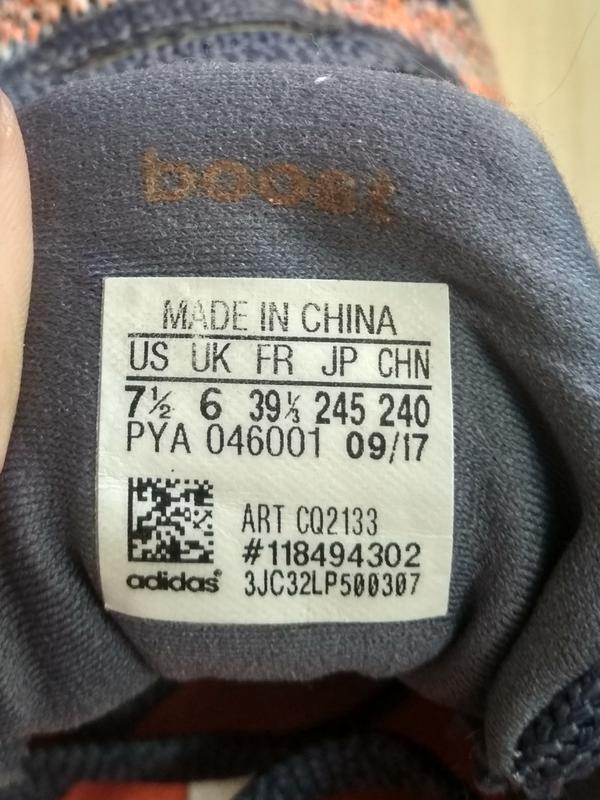 boost
MADE IN CHINA
US UK FR JP CHN
7½ 6 39⅓ 245 240
PYA 046001 09/17
ART CQ2133
#118494302
adidas® 3JC32LP500307